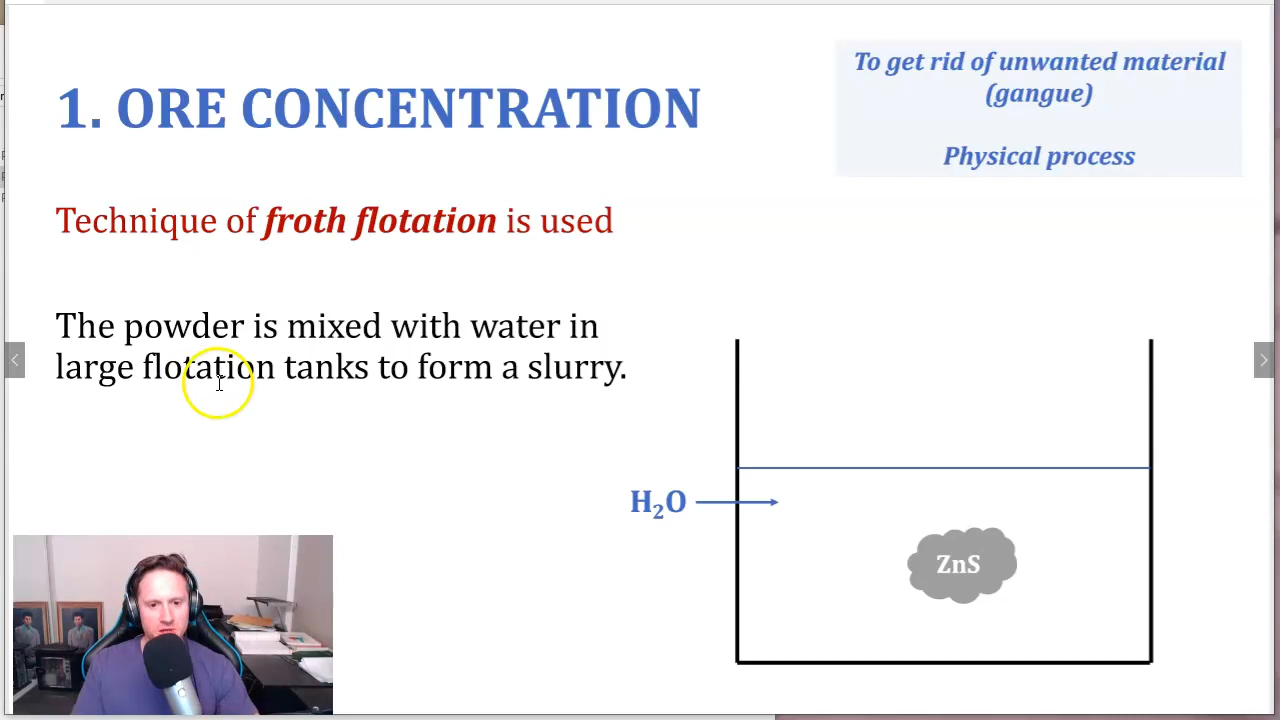 1. ORE CONCENTRATION
To get rid of unwanted material
(gangue)
Physical process
Technique of froth flotation is used
The powder is mixed with water in
large flotation tanks to form a slurry.
H₂O
ZnS